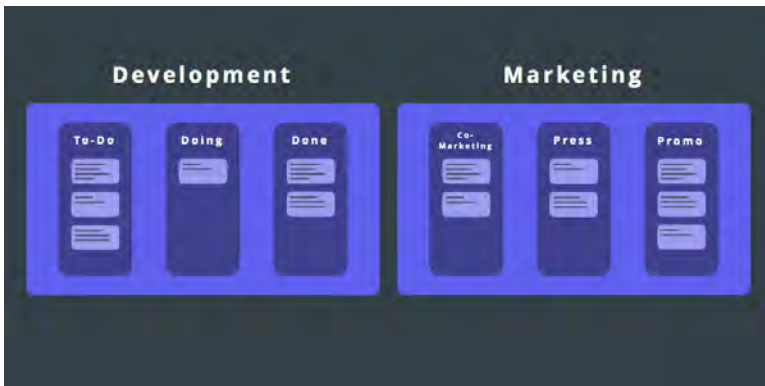 Development
Marketing
To-Do
Doing
Done
Co-
Marketing
Press
Promo